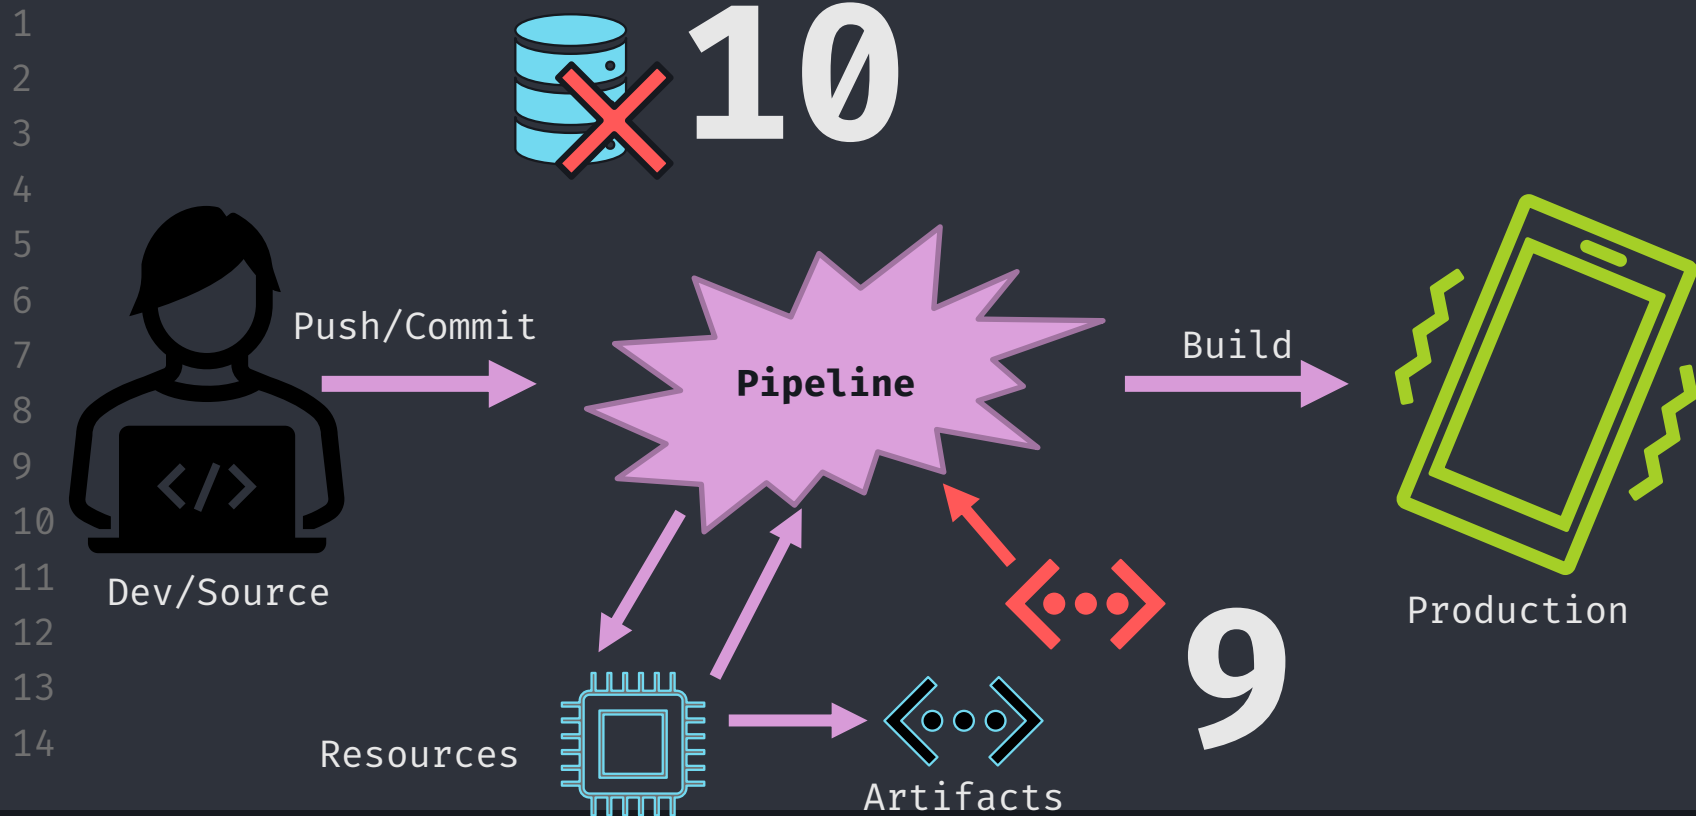 1
2
3
4
5
6
7
8
9
10
11
12
13
14
10
Push/Commit
Pipeline
Build
</>
Dev/Source
Production
9
Resources
Artifacts